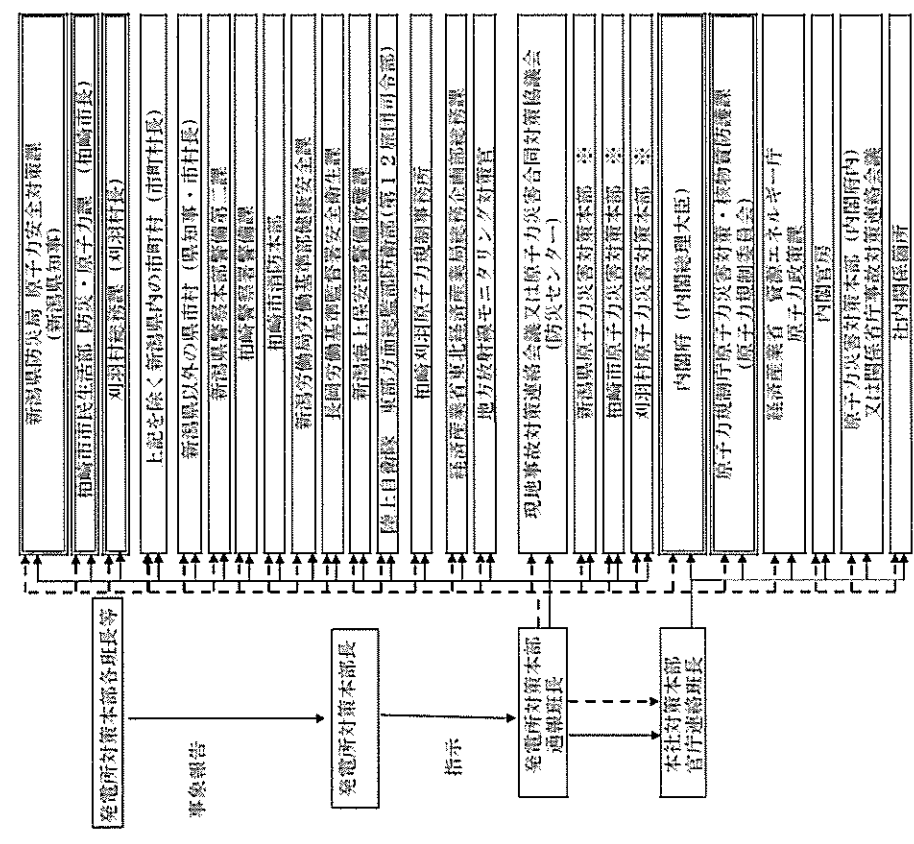 新潟県防災局 原子力安全対策課
(新潟県知事)
柏崎市市民生活部 防災・原子力課 (柏崎市長)
刈羽村総務課 (刈羽村長)
上記を除く新潟県内の市町村 (市町村長)
新潟県以外の県市村 (県知事・市村長)
新潟県警察本部警備第二課
柏崎警察署警備課
柏崎市消防本部
新潟労働局労働基準部健康安全課
長岡労働基準監督署安全衛生課
新潟海上保安部警備救難課
陸上自衛隊 東部方面総監部防衛部(第12旅団司令部)
柏崎刈羽原子力規制事務所
経済産業省東北経済産業局総務企画部総務課
地方放射線モニタリング対策官
現地事故対策連絡会議又は原子力災害合同対策協議会
(防災センター)
新潟県原子力災害対策本部 ※
柏崎市原子力災害対策本部 ※
刈羽村原子力災害対策本部 ※
内閣府 (内閣総理大臣)
原子力規制庁原子力災害対策・核物質防護課
(原子力規制委員会)
経済産業省 資源エネルギー庁
原子力政策課
内閣官房
原子力災害対策本部 (内閣府内)
又は関係省庁事故対策連絡会議
社内関係箇所
発電所対策本部各班長等
事象報告
発電所対策本部長
指示
発電所対策本部
通報班長
本社対策本部
官庁連絡班長